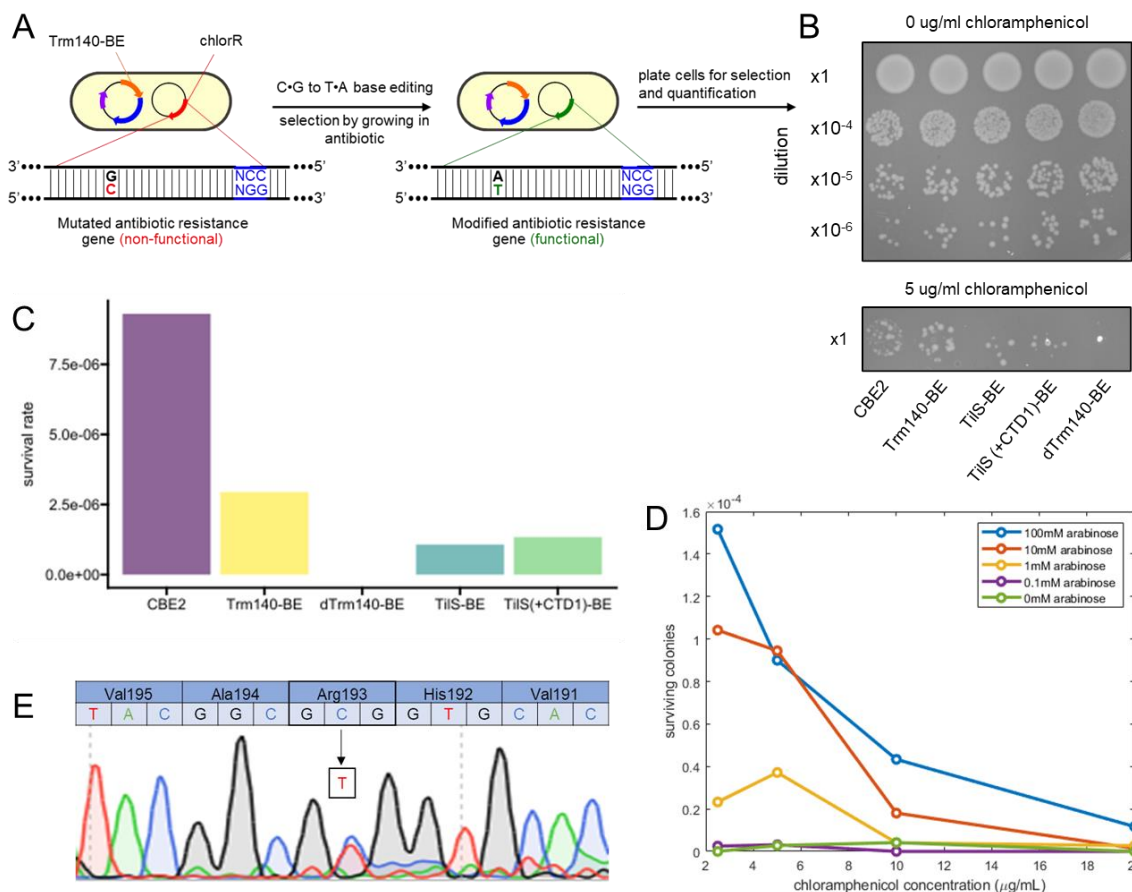 A
Trm140-BE
chlorR
C•G to T•A base editing
selection by growing in
antibiotic
plate cells for selection
and quantification
3'
5'
G
C
NCC
NGG
5'
3'
Mutated antibiotic resistance
gene (non-functional)
3'
5'
A
T
NCC
NGG
5'
3'
Modified antibiotic resistance
gene (functional)
B
0 ug/ml chloramphenicol
dilution
x1
x10-4
x10-5
x10-6
5 ug/ml chloramphenicol
x1
CBE2
Trm140-BE
TilS-BE
TilS (+CTD1)-BE
dTrm140-BE
C
survival rate
7.5e-06
5.0e-06
2.5e-06
0.0e+00
CBE2 Trm140-BE dTrm140-BE TilS-BE TilS(+CTD1)-BE
D
×10-4
surviving colonies
1.6
1.4
1.2
1
0.8
0.6
0.4
0.2
0
2 4 6 8 10 12 14 16 18 2
chloramphenicol concentration (μg/mL)
100mM arabinose
10mM arabinose
1mM arabinose
0.1mM arabinose
0mM arabinose
E
Val195 Ala194 Arg193 His192 Val191
T A C G G C G C G G T G C A C
T